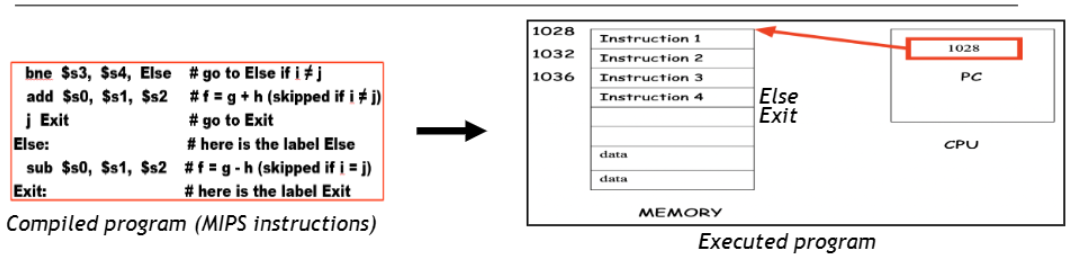 bne $s3, $s4, Else # go to Else if i ≠ j
add $s0, $s1, $s2 # f = g + h (skipped if i ≠ j)
j Exit # go to Exit
Else: # here is the label Else
sub $s0, $s1, $s2 # f = g - h (skipped if i = j)
Exit: # here is the label Exit
Compiled program (MIPS instructions)
1028 Instruction 1
1032 Instruction 2
1036 Instruction 3
Instruction 4 Else
Exit
data
data
MEMORY
1028
PC
CPU
Executed program